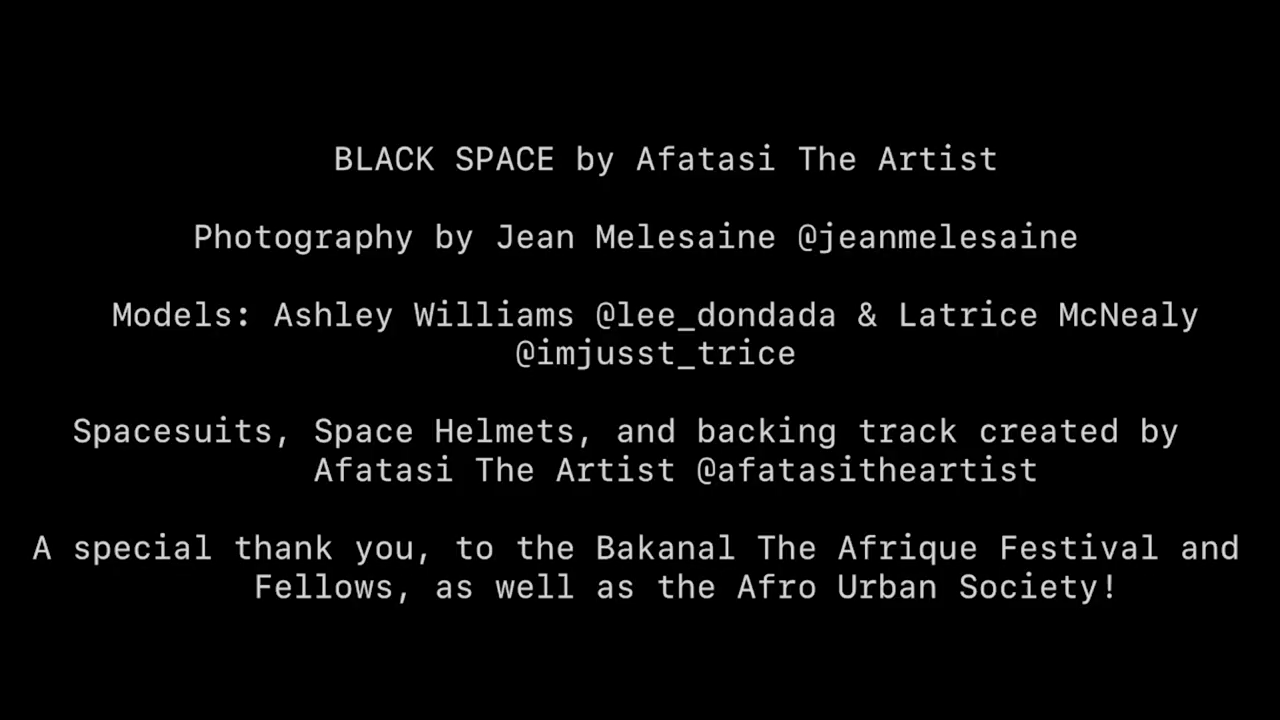 BLACK SPACE by Afatasi The Artist
Photography by Jean Melesaine @jeanmelesaine
Models: Ashley Williams @lee_dondada & Latrice McNealy
@imjusst_trice
Spacesuits, Space Helmets, and backing track created by
Afatasi The Artist @afatasitheartist
A special thank you, to the Bakanal The Afrique Festival and
Fellows, as well as the Afro Urban Society!